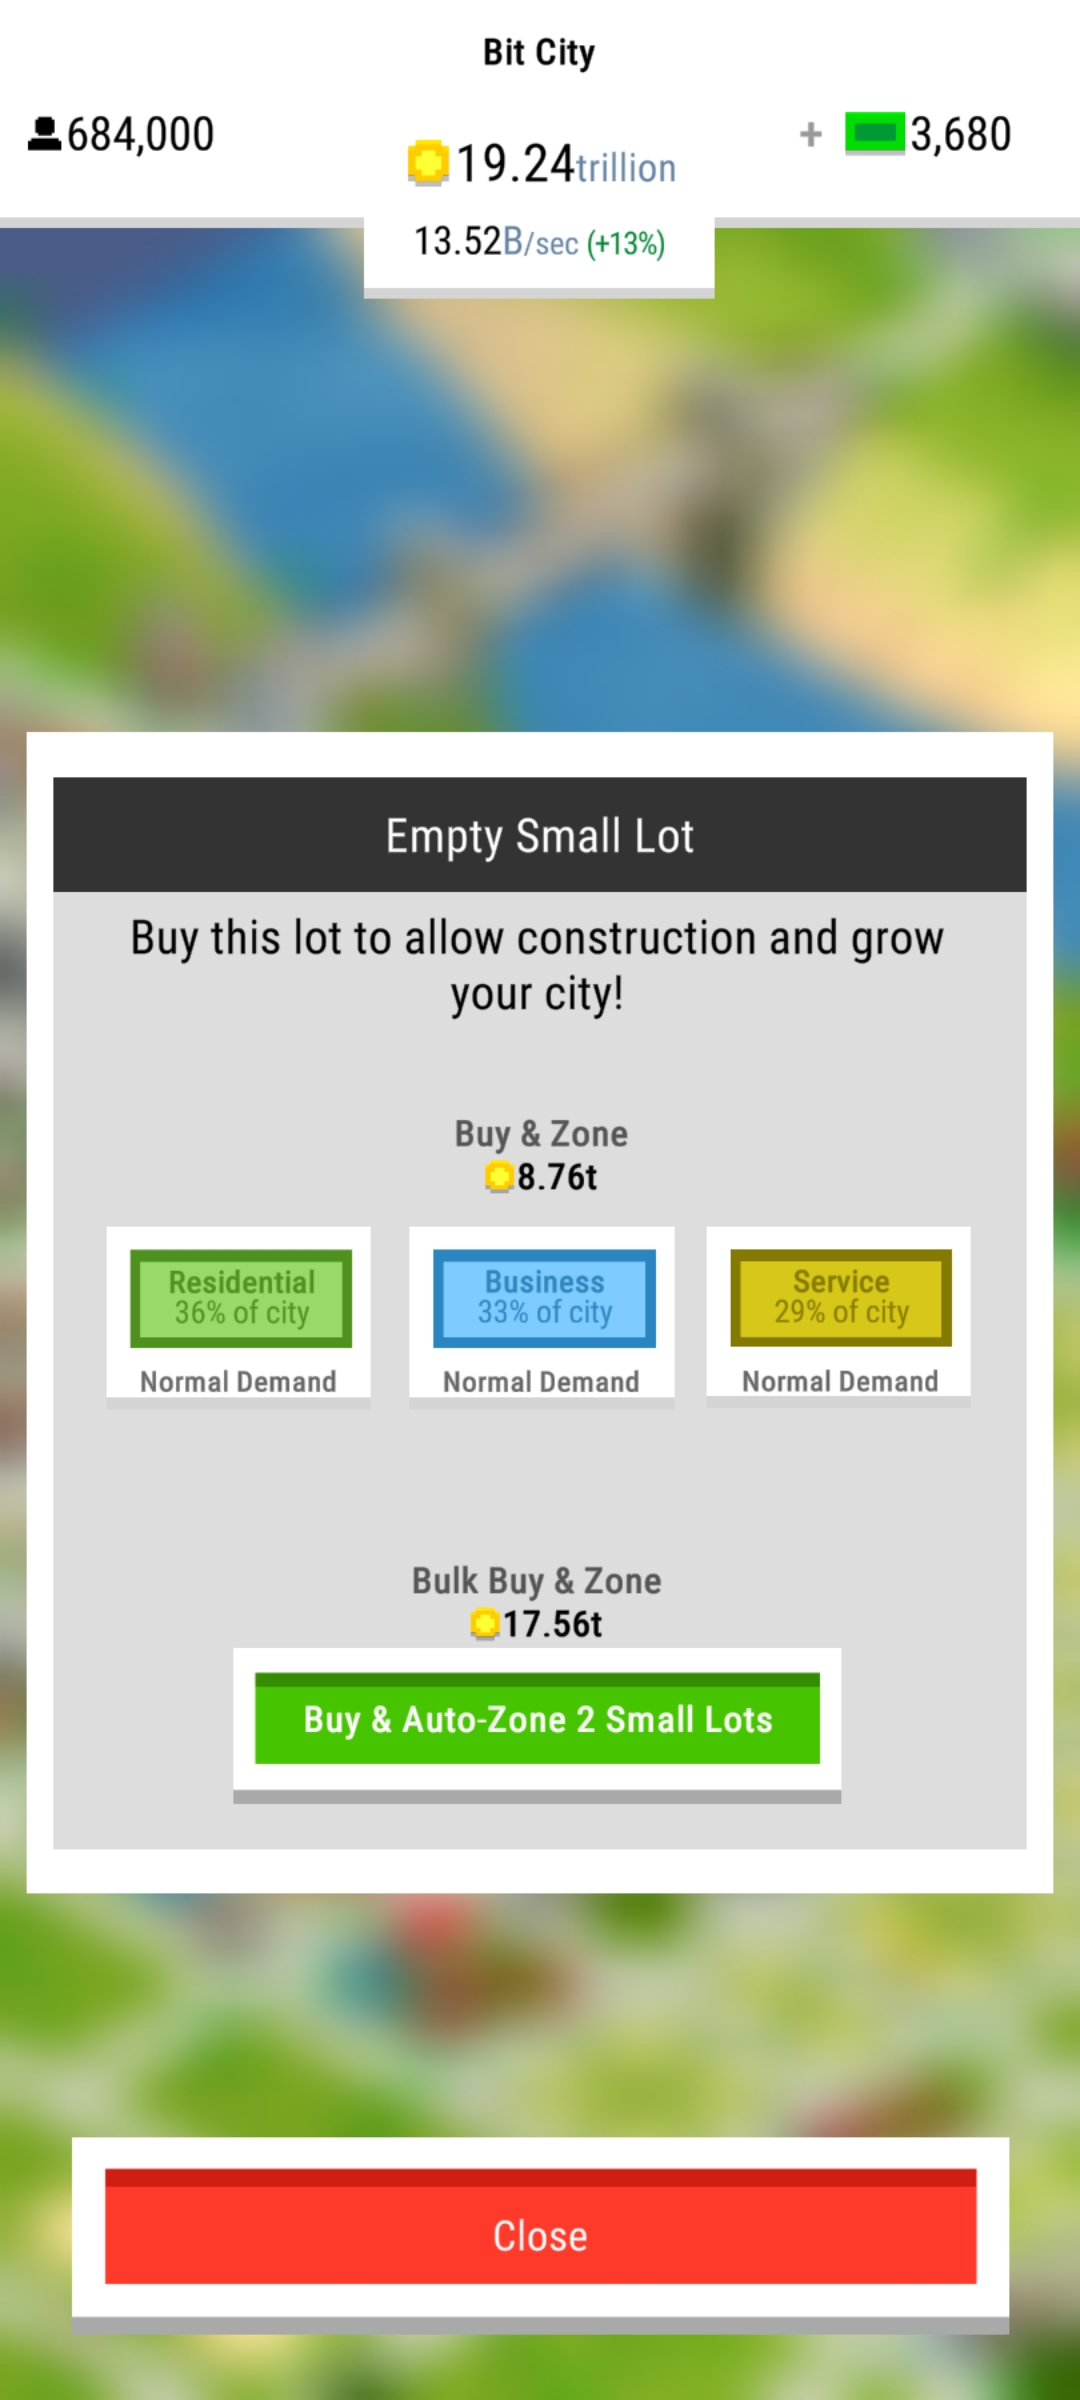 Bit City
684,000
19.24trillion
+ 3,680
13.52B/sec (+13%)
Empty Small Lot
Buy this lot to allow construction and grow
your city!
Buy & Zone
8.76t
Residential
36% of city
Normal Demand
Business
33% of city
Normal Demand
Service
29% of city
Normal Demand
Bulk Buy & Zone
17.56t
Buy & Auto-Zone 2 Small Lots
Close